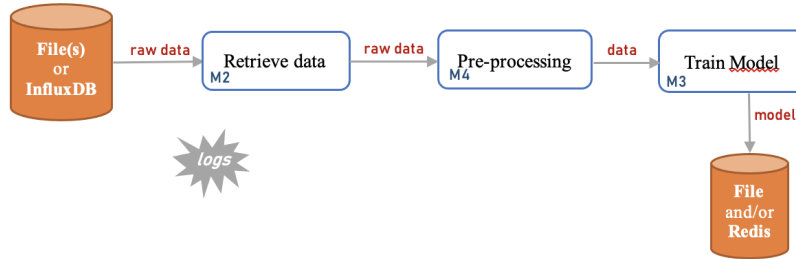 File(s)
or
InfluxDB
raw data
Retrieve data
M2
raw data
Pre-processing
M4
data
Train Model
M3
model
logs
File
and/or
Redis